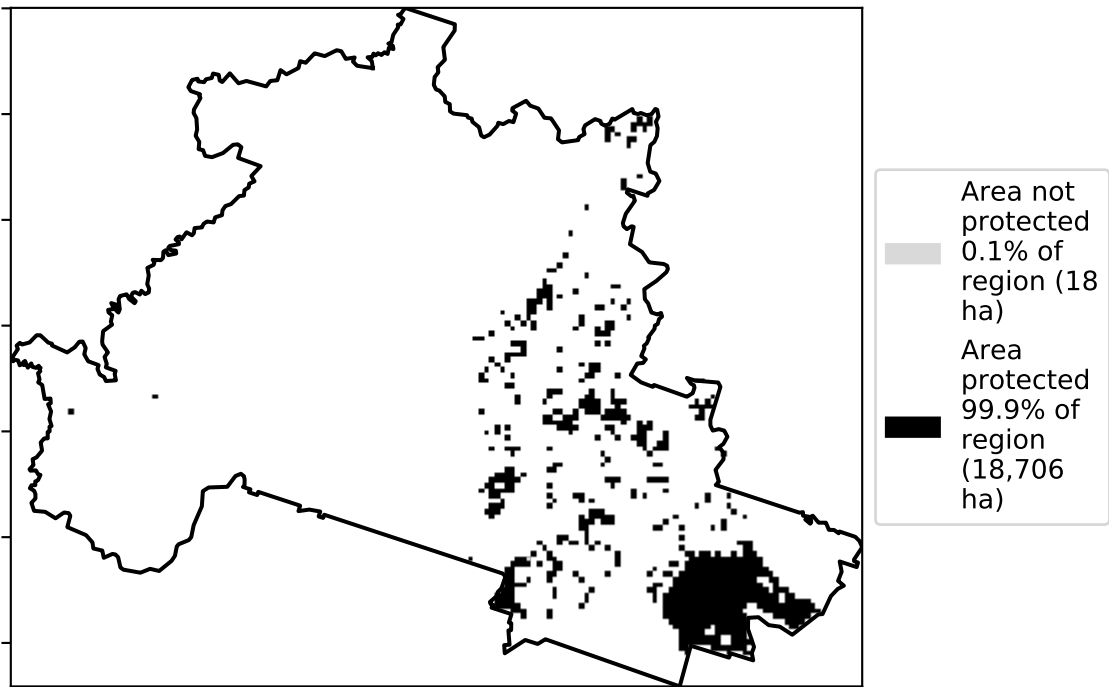 Area not
protected
0.1% of
region (18
ha)
Area
protected
99.9% of
region
(18,706
ha)